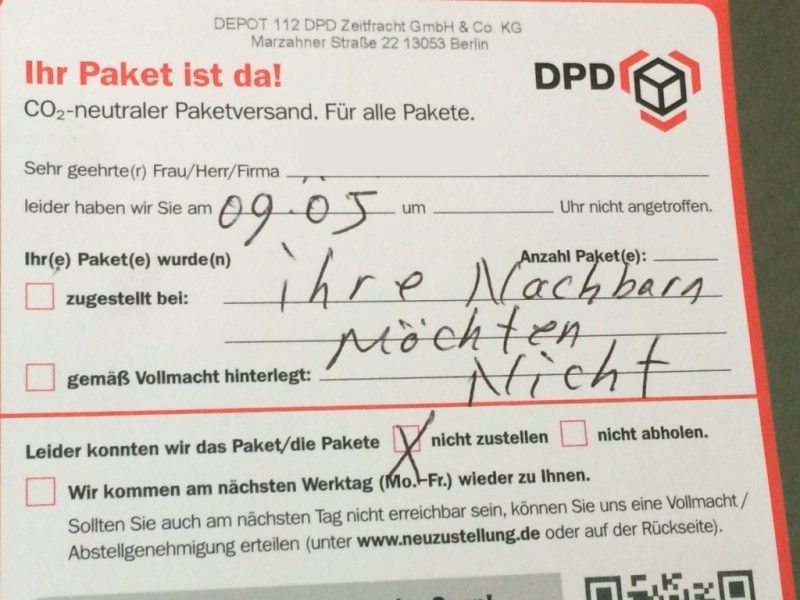 DEPOT 112 DPD Zeitfracht GmbH & Co. KG
Marzahner Straße 22 13053 Berlin
Ihr Paket ist da!
DPD
CO₂-neutraler Paketversand. Für alle Pakete.
Sehr geehrte(r) Frau/Herr/Firma
leider haben wir Sie am 09.05 um Uhr nicht angetroffen.
Ihr(e) Paket(e) wurde(n) Anzahl Paket(e):
zugestellt bei: ihre Nachbarn
Möchten
gemäß Vollmacht hinterlegt: Nicht
Leider konnten wir das Paket/die Pakete X nicht zustellen nicht abholen.
Wir kommen am nächsten Werktag (Mo.-Fr.) wieder zu Ihnen.
Sollten Sie auch am nächsten Tag nicht erreichbar sein, können Sie uns eine Vollmacht/
Abstellgenehmigung erteilen (unter www.neuzustellung.de oder auf der Rückseite).